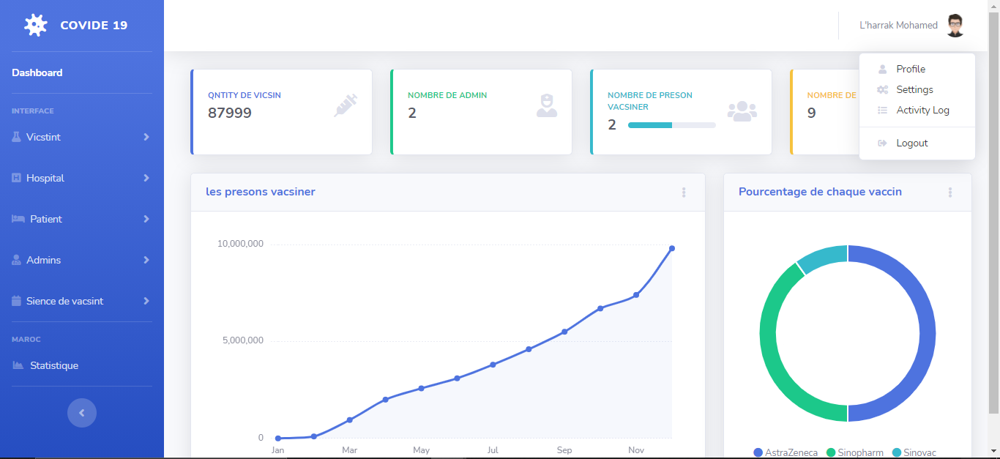 COVIDE 19
L'harrak Mohamed
Dashboard
INTERFACE
Vicstint
Hospital
Patient
Admins
Sience de vacsint
MAROC
Statistique
Profile
Settings
Activity Log
Logout
QNTITY DE VICSIN
87999
NOMBRE DE ADMIN
2
NOMBRE DE PRESON
VACSINER
2
NOMBRE DE
9
les presons vacsiner
10,000,000
5,000,000
0
Jan Mar May Jul Sep Nov
Pourcentage de chaque vaccin
AstraZeneca Sinopharm Sinovac